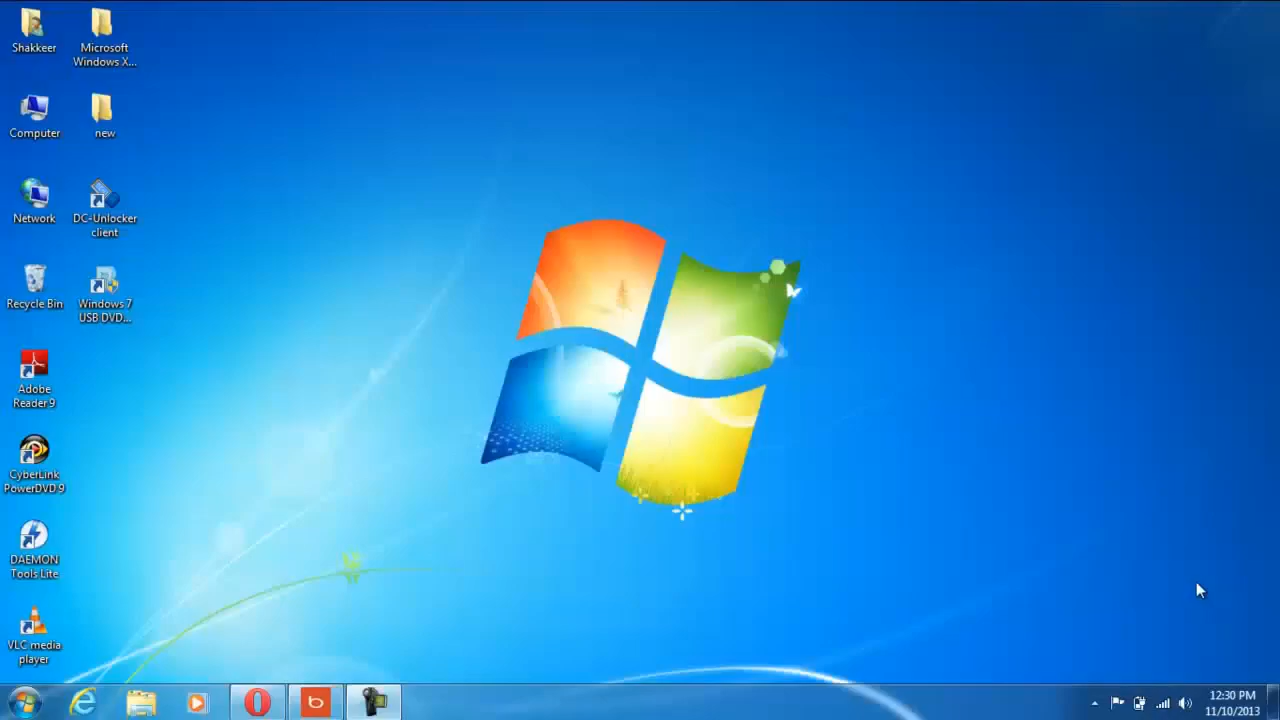 Shakkeer
Microsoft
Windows X...
Computer
new
Network
DC-Unlocker
client
Recycle Bin
Windows 7
USB DVD...
Adobe
Reader 9
CyberLink
PowerDVD 9
DAEMON
Tools Lite
VLC media
player
12:30 PM
11/10/2013